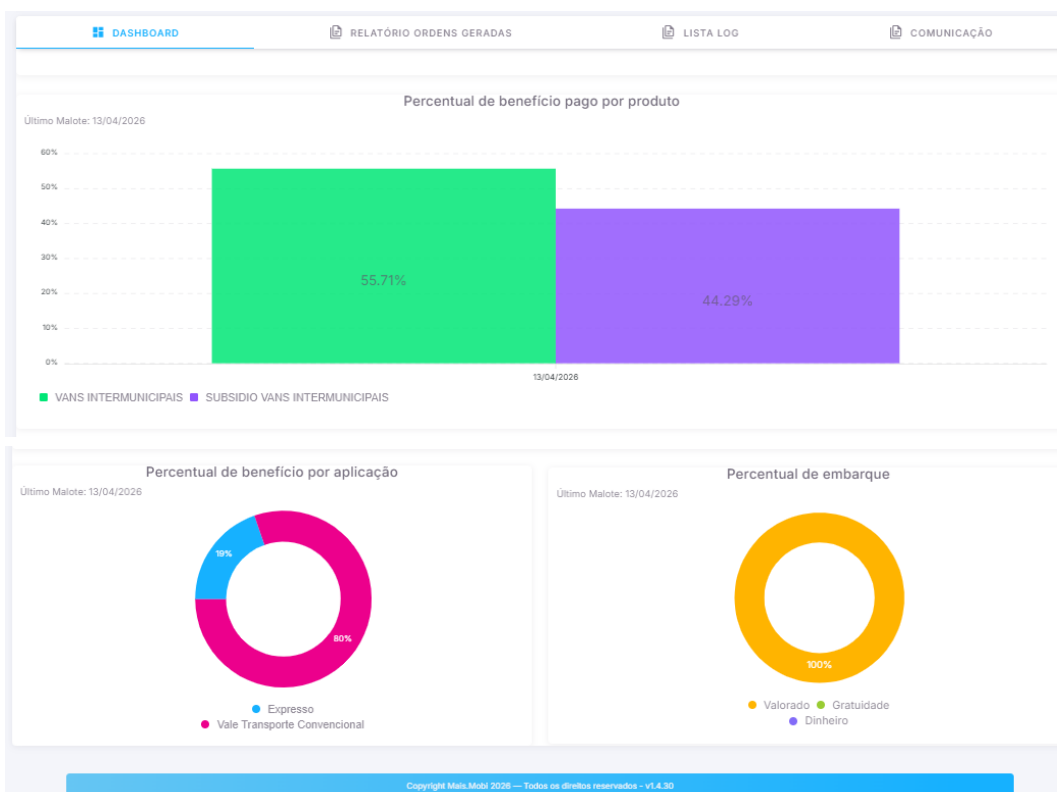 DASHBOARD RELATÓRIO ORDENS GERADAS LISTA LOG COMUNICAÇÃO
Percentual de benefício pago por produto
Último Malote: 13/04/2026
60%
50%
40%
30%
20%
10%
0%
55.71%
44.29%
13/04/2026
VANS INTERMUNICIPAIS SUBSIDIO VANS INTERMUNICIPAIS
Percentual de benefício por aplicação
Último Malote: 13/04/2026
19%
80%
Expresso
Vale Transporte Convencional
Percentual de embarque
Último Malote: 13/04/2026
100%
Valorado Gratuidade
Dinheiro
Copyright Mais.Mobi 2026 — Todos os direitos reservados - v1.4.30